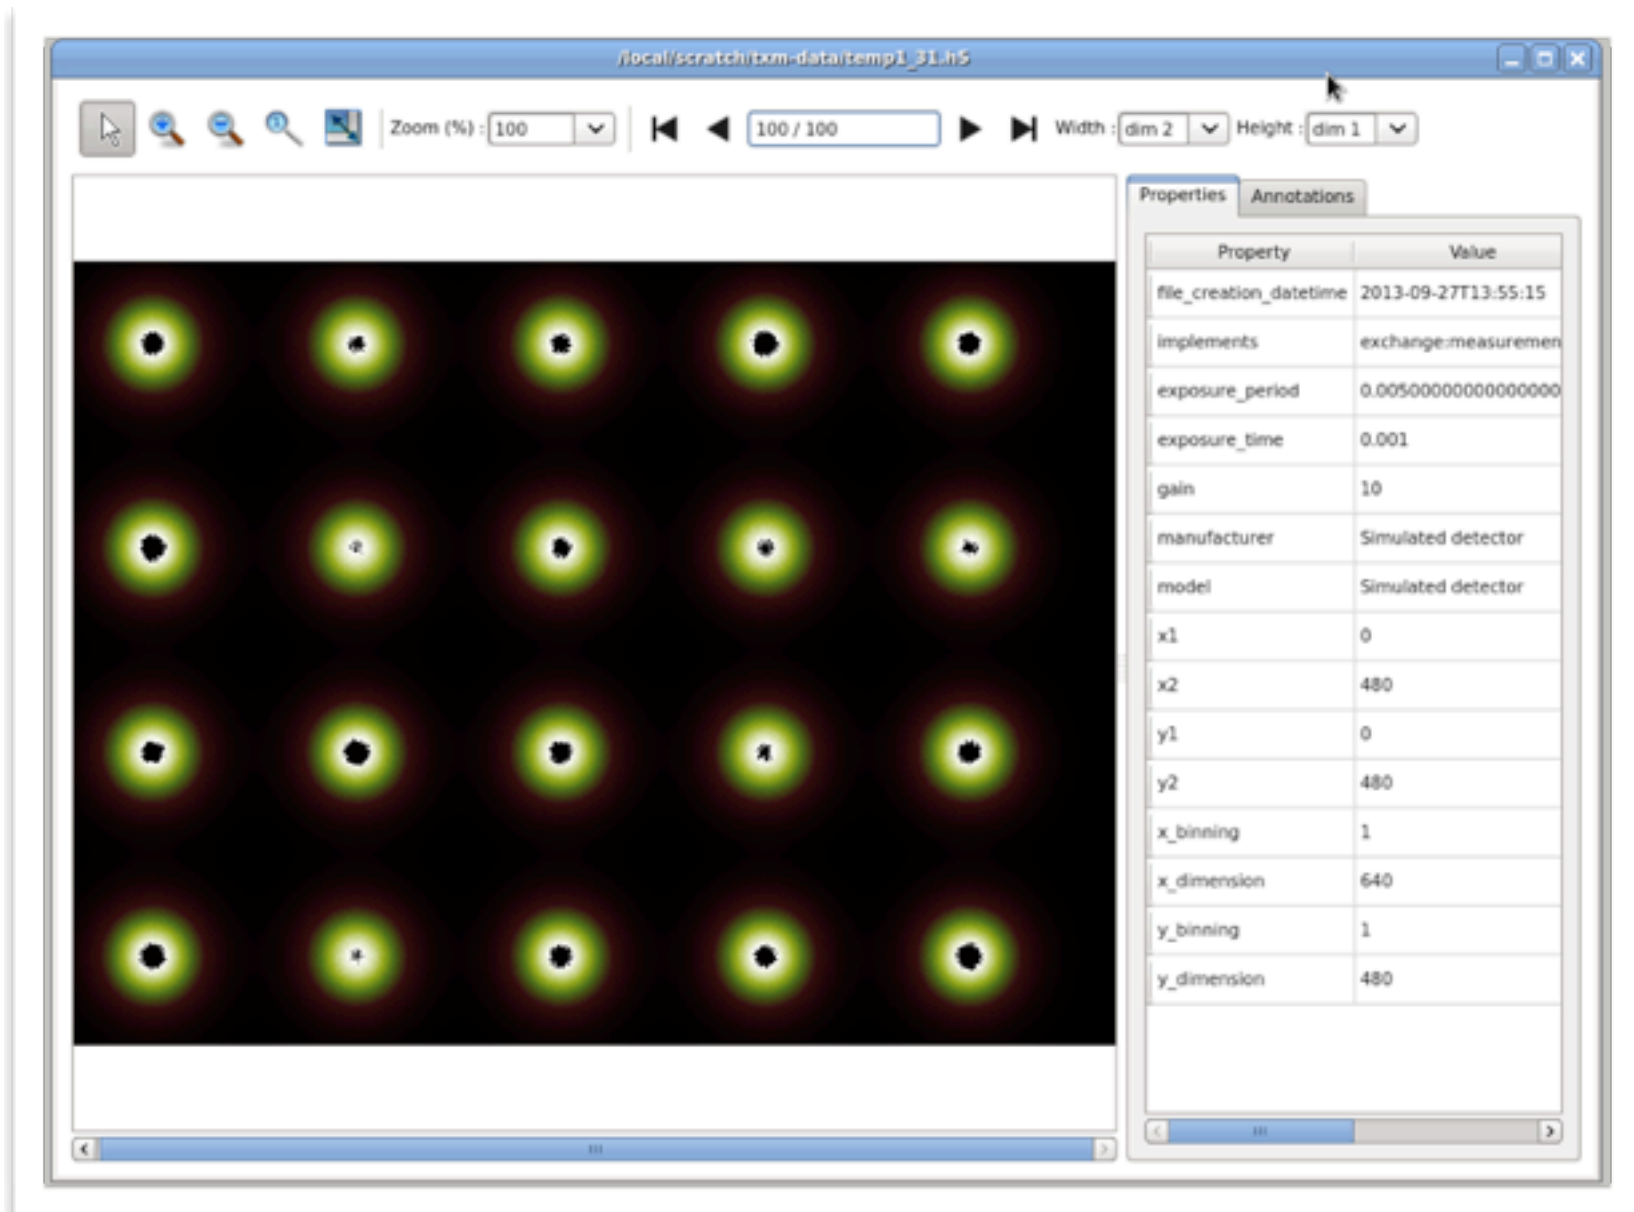 /local/scratch/txm-data/temp1_31.h5
Zoom (%) : 100 100 / 100 Width : dim 2 Height : dim 1
Properties Annotations
Property Value
file_creation_datetime 2013-09-27T13:55:15
implements exchange:measuremen
exposure_period 0.00500000000000000
exposure_time 0.001
gain 10
manufacturer Simulated detector
model Simulated detector
x1 0
x2 480
y1 0
y2 480
x_binning 1
x_dimension 640
y_binning 1
y_dimension 480